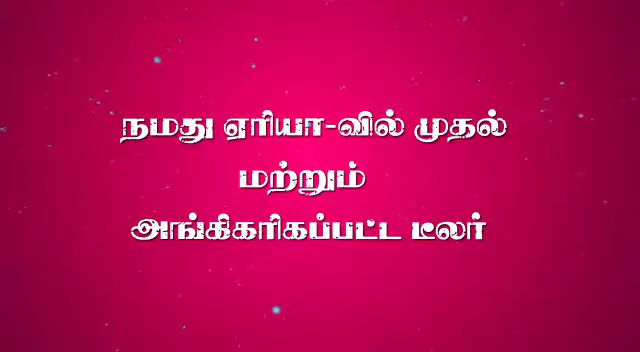 நமது ஏரியா-வில் முதல்
மற்றும்
அங்கிகரிகப்பட்ட டீலர்